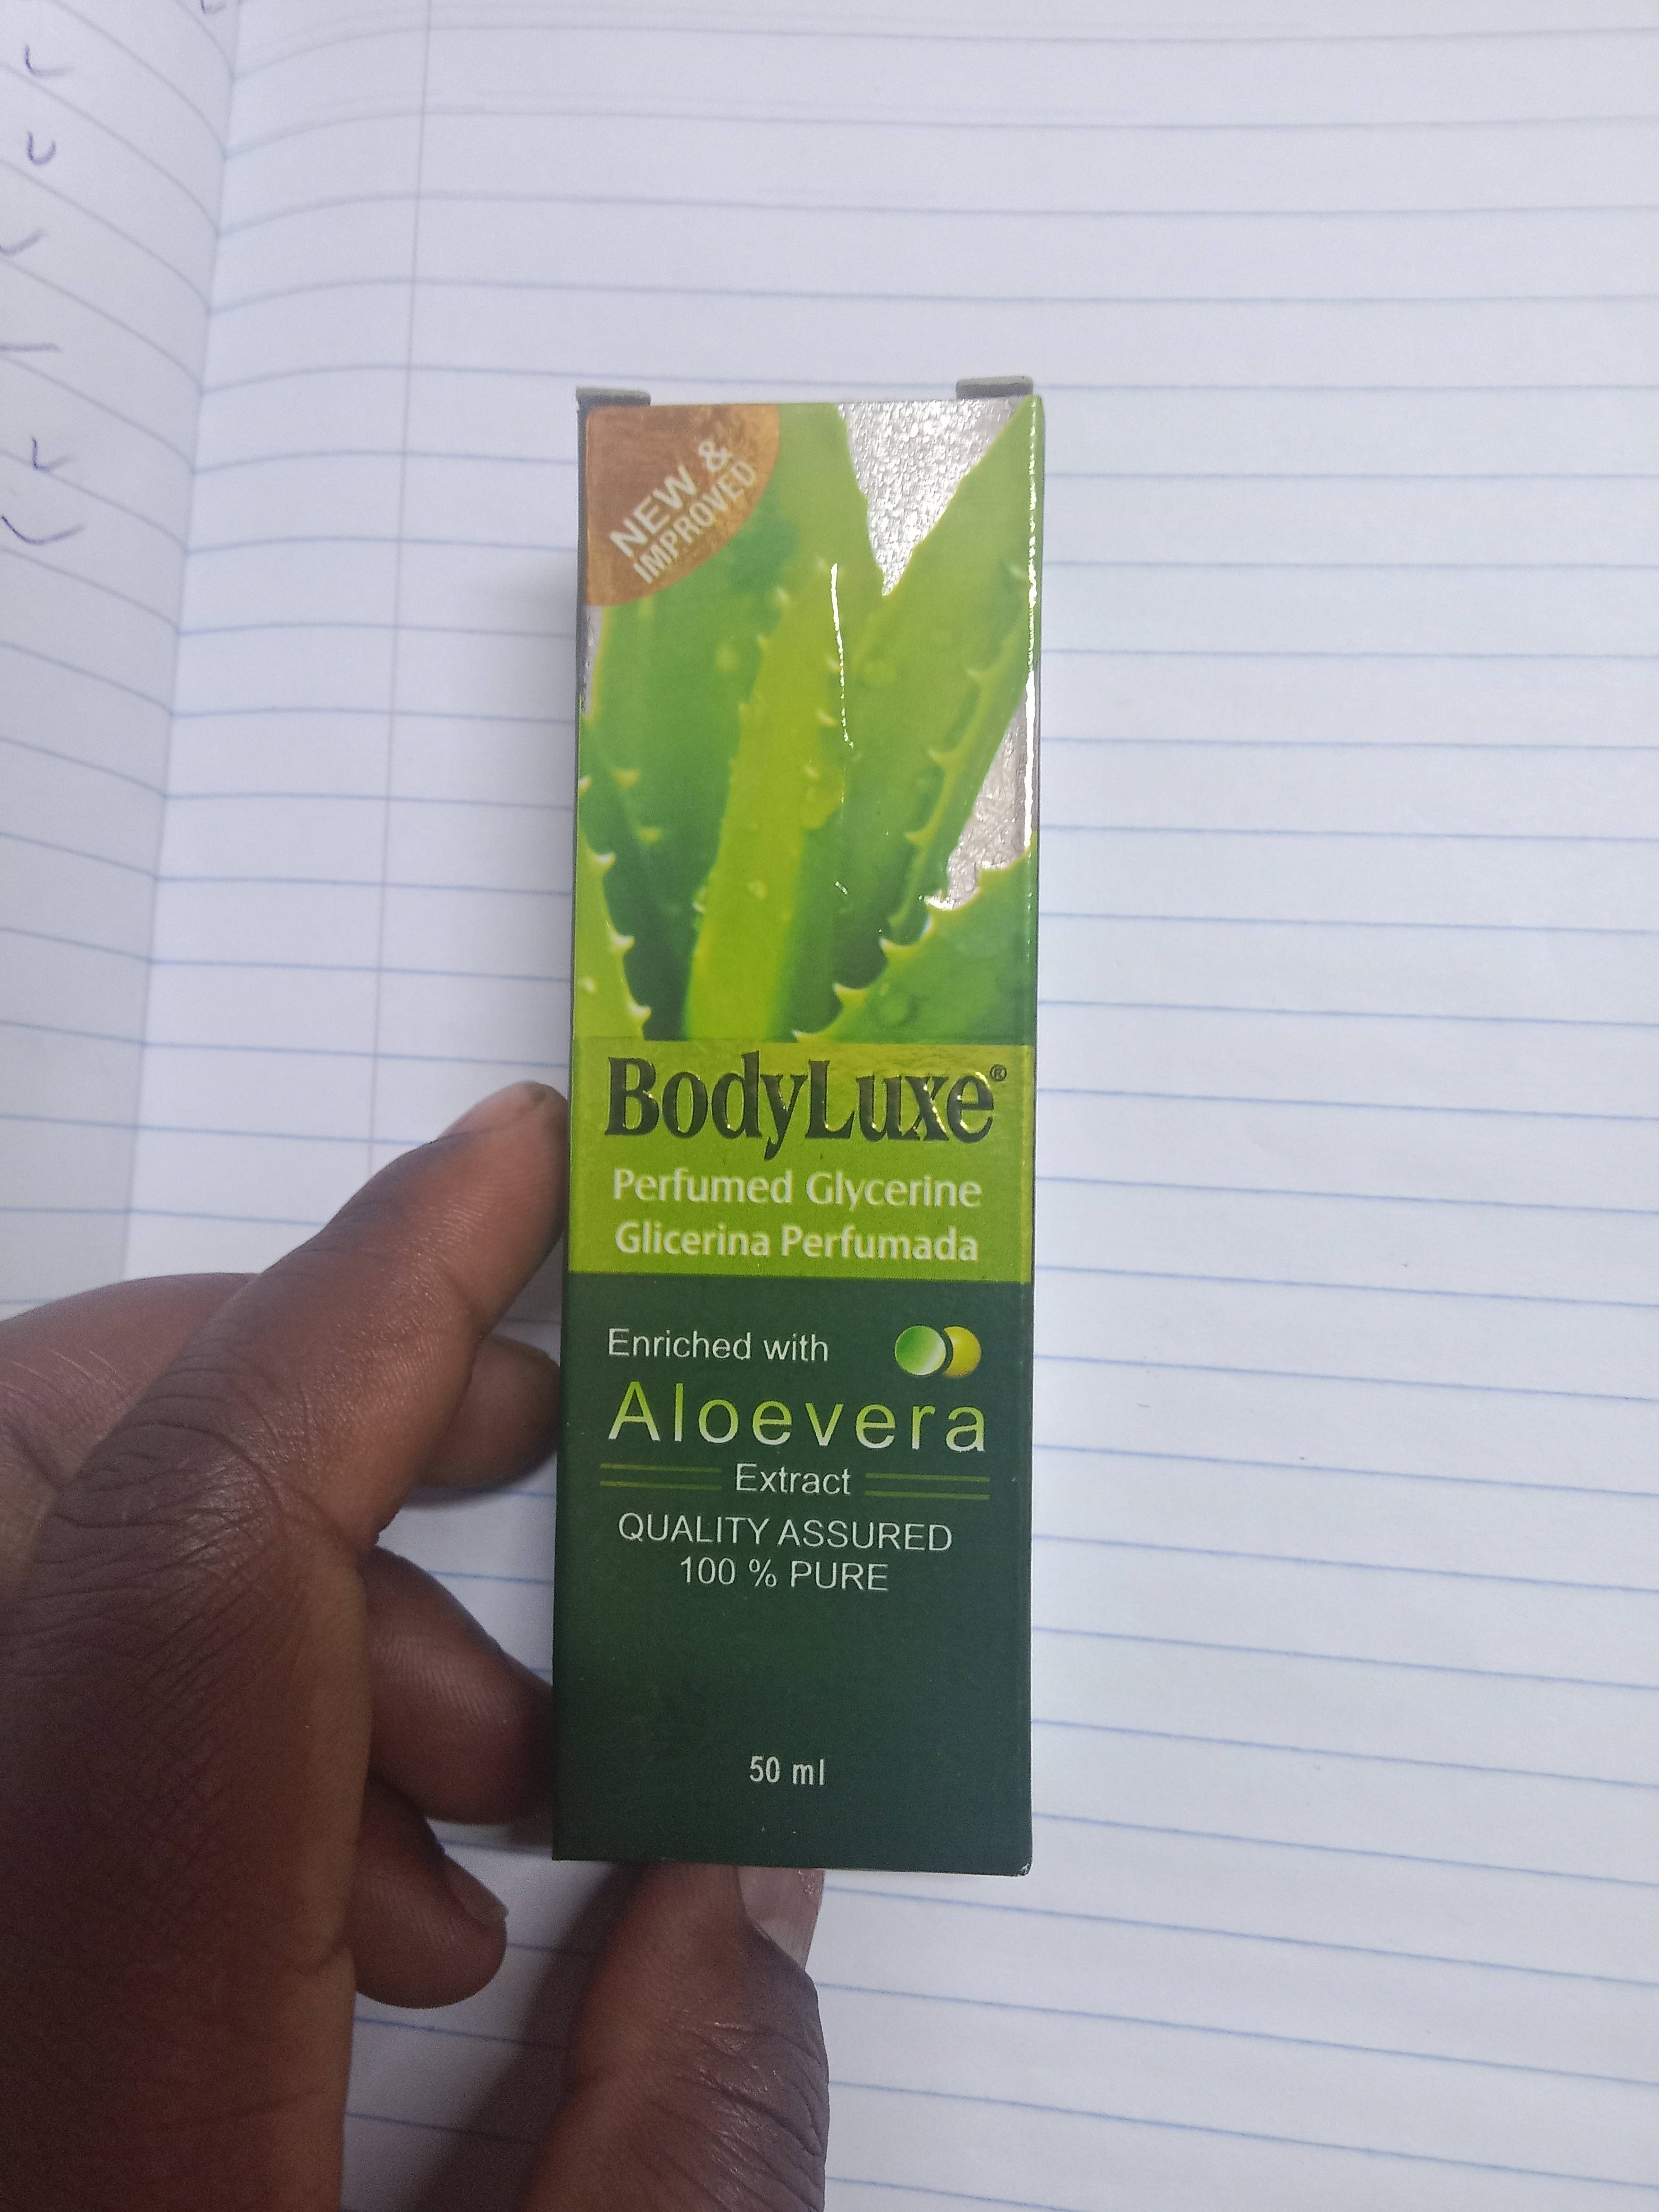 NEW &
IMPROVED
BodyLuxe®
Perfumed Glycerine
Glicerina Perfumada
Enriched with
Aloevera
Extract
QUALITY ASSURED
100 % PURE
50 ml